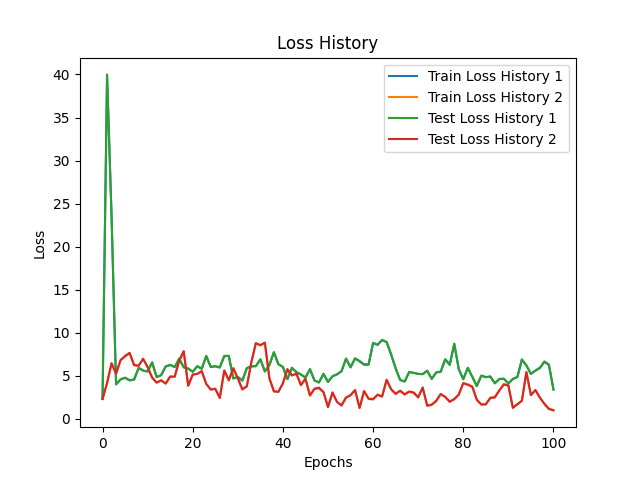 Loss History
Train Loss History 1
Train Loss History 2
Test Loss History 1
Test Loss History 2
40
35
30
25
20
15
10
5
0
Loss
0 20 40 60 80 100
Epochs